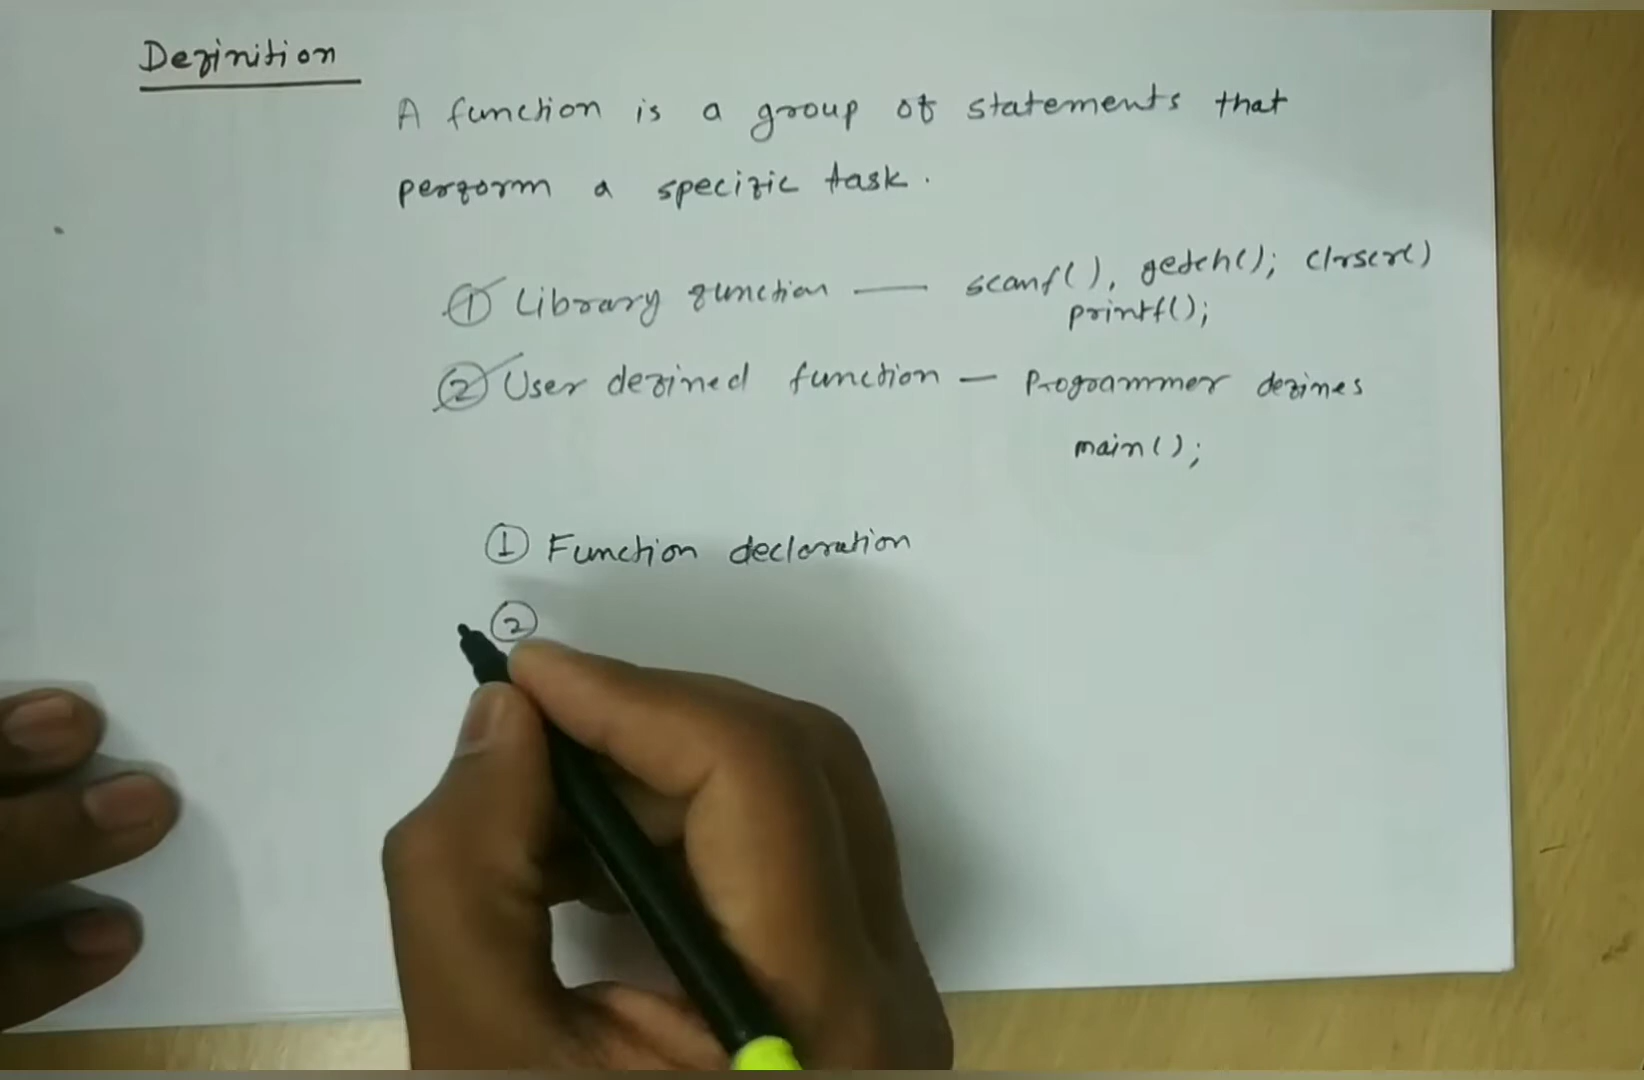 Definition
A function is a group of statements that
perform a specific task.
① Library function — scanf(), getch(); clrscr()
printf();
② User defined function — Programmer defines
main();
① Function declaration
②